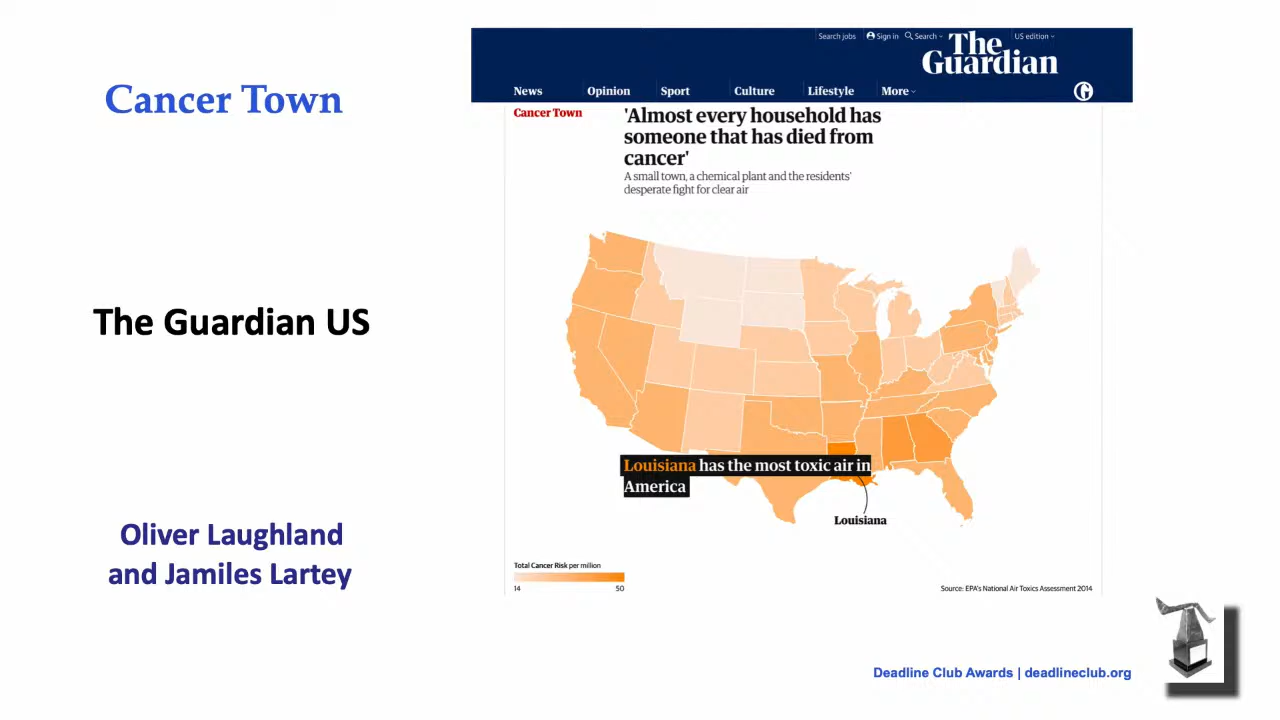 Cancer Town
The Guardian US
Oliver Laughland
and Jamiles Lartey
Search jobs
Sign in
Search
US edition
The
Guardian
News
Opinion
Sport
Culture
Lifestyle
More
Cancer Town
'Almost every household has
someone that has died from
cancer'
A small town, a chemical plant and the residents'
desperate fight for clear air
Louisiana has the most toxic air in
America
Louisiana
Total Cancer Risk per million
14
50
Source: EPA's National Air Toxics Assessment 2014
Deadline Club Awards | deadlineclub.org